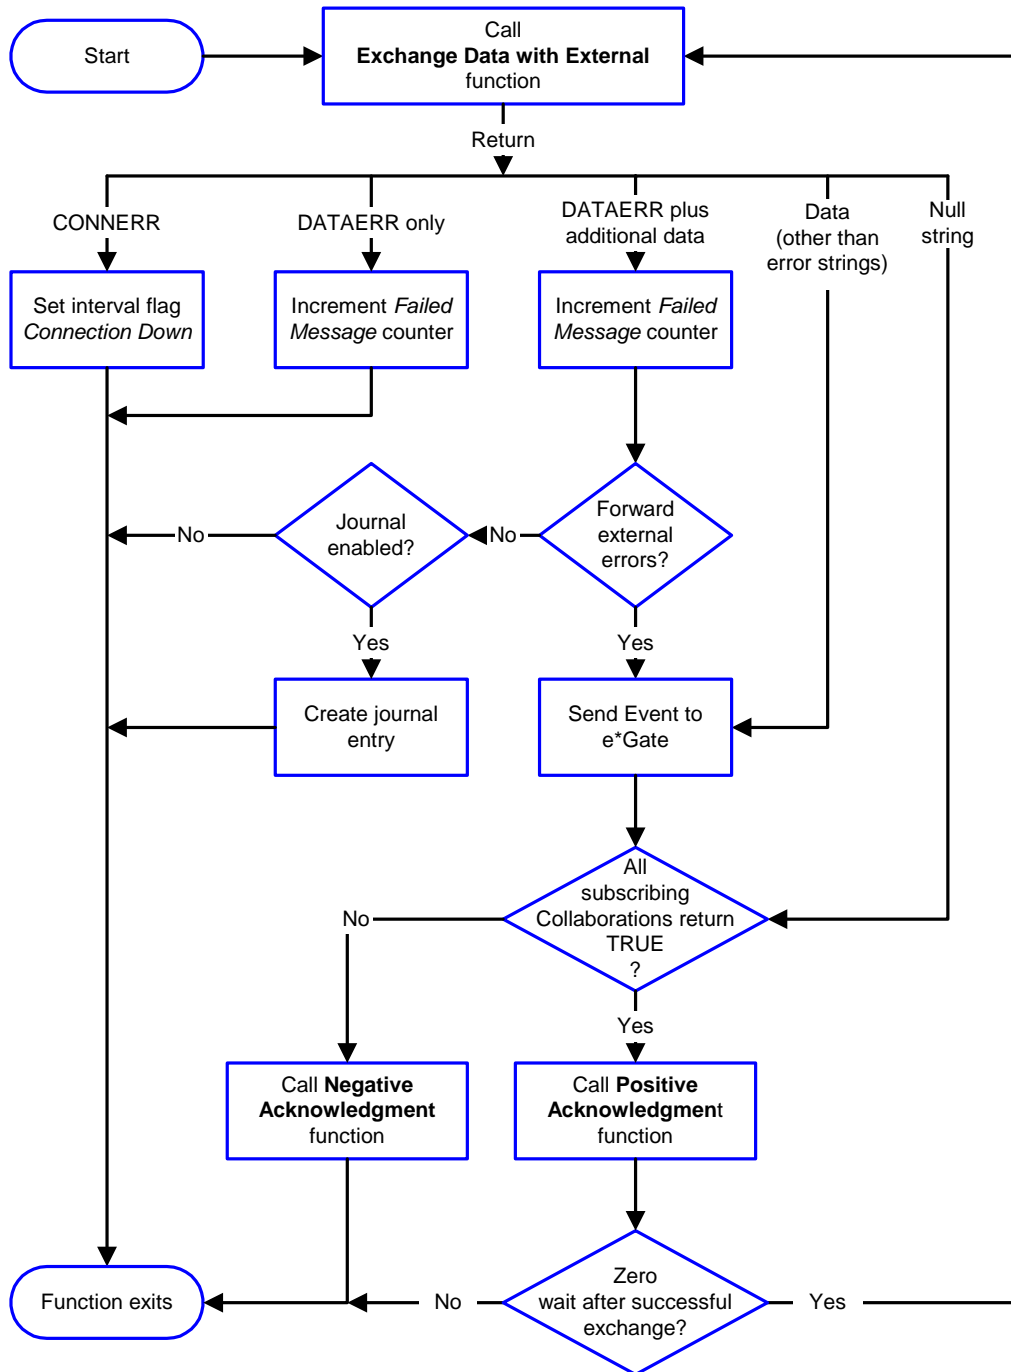 Start
Call
Exchange Data with External
function
Return
CONNERR
DATAERR only
DATAERR plus
additional data
Data
(other than
error strings)
Null
string
Set interval flag
Connection Down
Increment Failed
Message counter
Increment Failed
Message counter
No
Journal
enabled?
No
Forward
external
errors?
Yes
Yes
Create journal
entry
Send Event to
e*Gate
No
All
subscribing
Collaborations return
TRUE
?
Yes
Call Negative
Acknowledgment
function
Call Positive
Acknowledgment
function
Function exits
No
Zero
wait after successful
exchange?
Yes